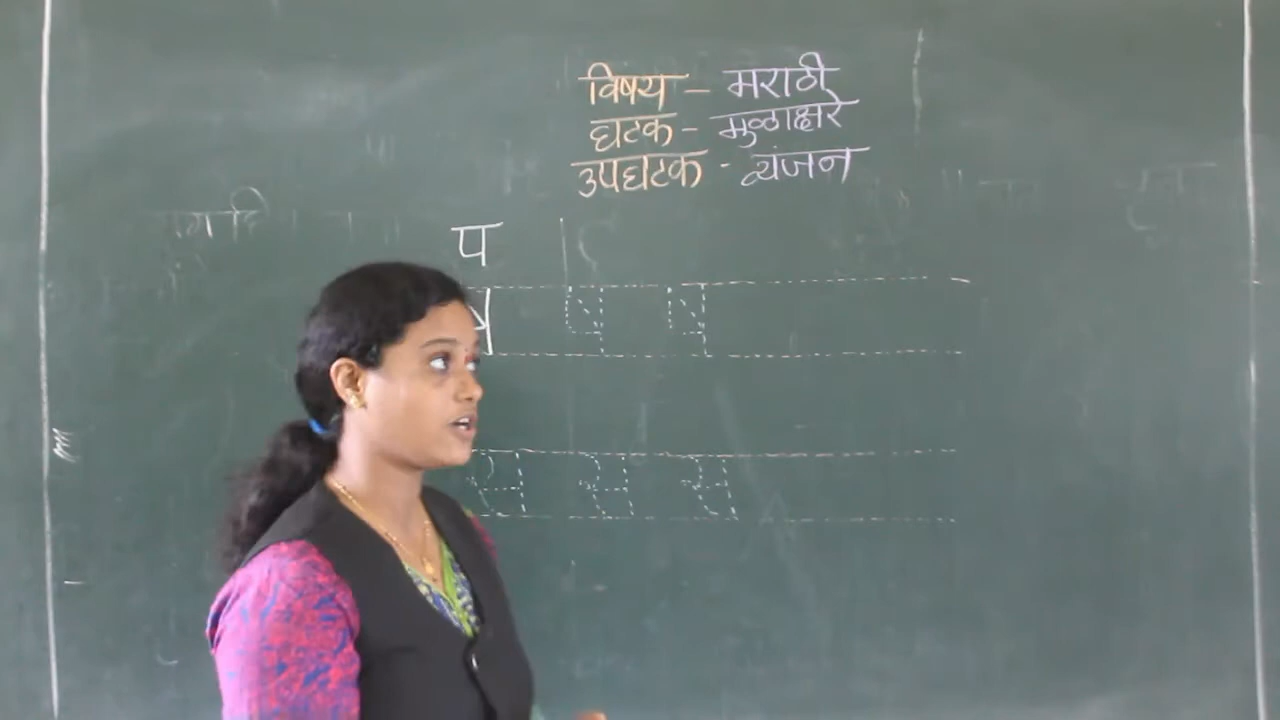 विषय - मराठी
घटक - मुळाक्षरे
उपघटक - व्यंजन
प
प प ष
स स स